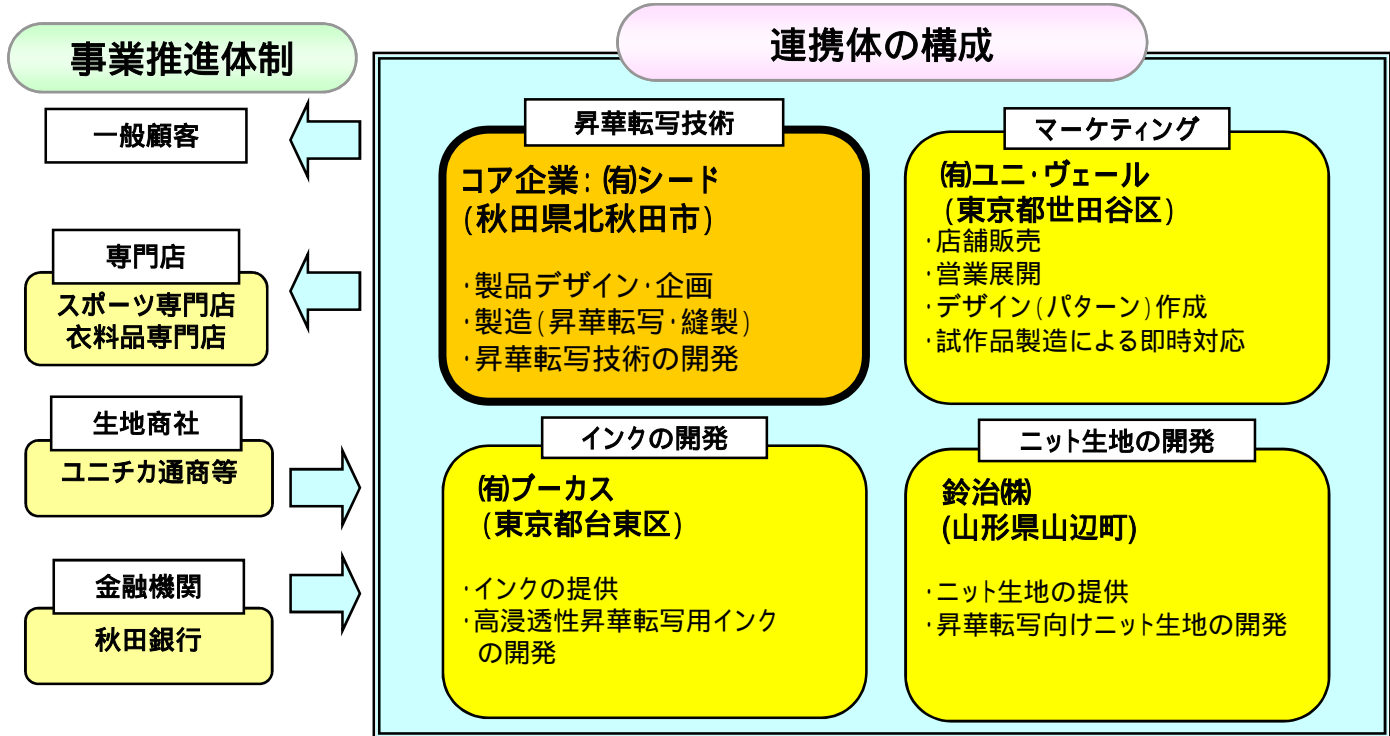 事業推進体制
一般顧客
専門店
スポーツ専門店
衣料品専門店
生地商社
ユニチカ通商等
金融機関
秋田銀行
連携体の構成
昇華転写技術
コア企業：㈲シード
(秋田県北秋田市)
・製品デザイン・企画
・製造(昇華転写・縫製)
・昇華転写技術の開発
マーケティング
㈲ユニ・ヴェール
(東京都世田谷区)
・店舗販売
・営業展開
・デザイン(パターン)作成
・試作品製造による即時対応
インクの開発
㈲ブーカス
(東京都台東区)
・インクの提供
・高浸透性昇華転写用インク
の開発
ニット生地の開発
鈴治㈱
(山形県山辺町)
・ニット生地の提供
・昇華転写向けニット生地の開発